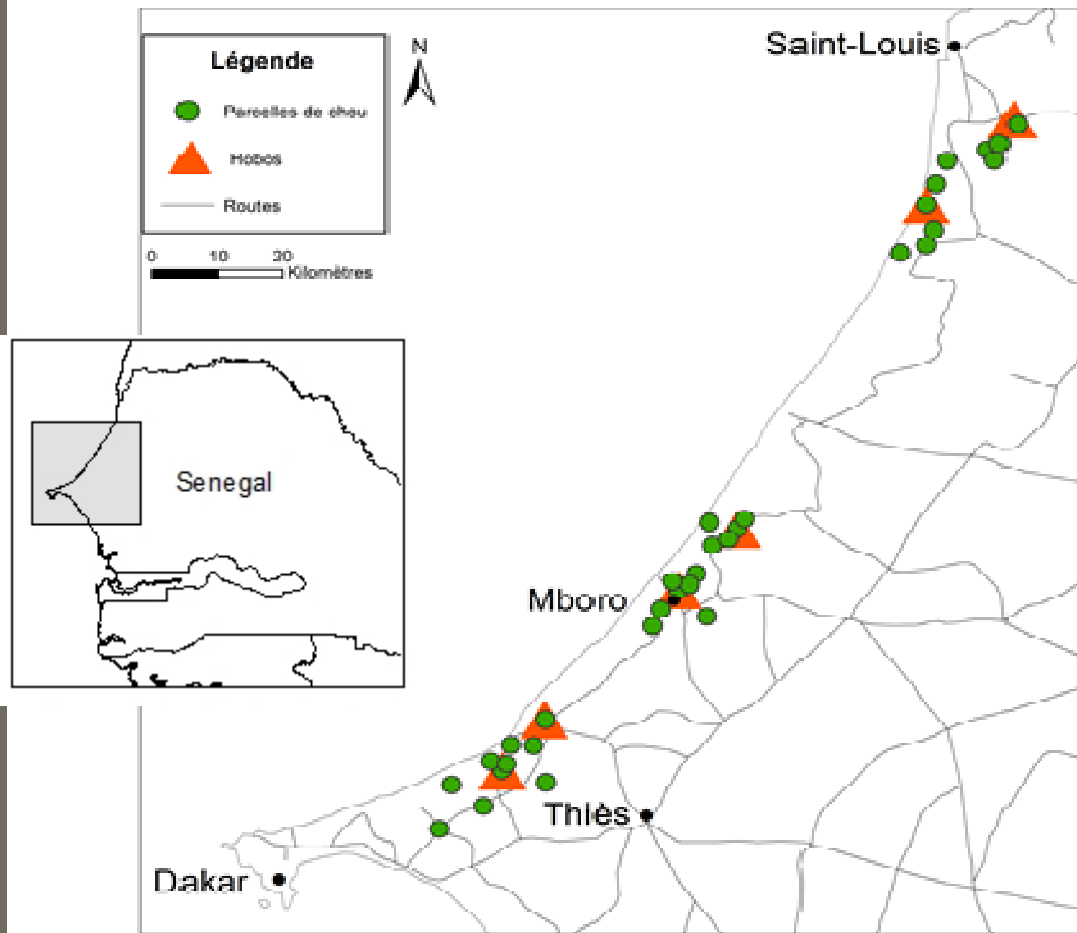 Légende
Parcelles de chou
Hobos
Routes
N
0 10 20
Kilomètres
Saint-Louis
Senegal
Mboro
Thiès
Dakar